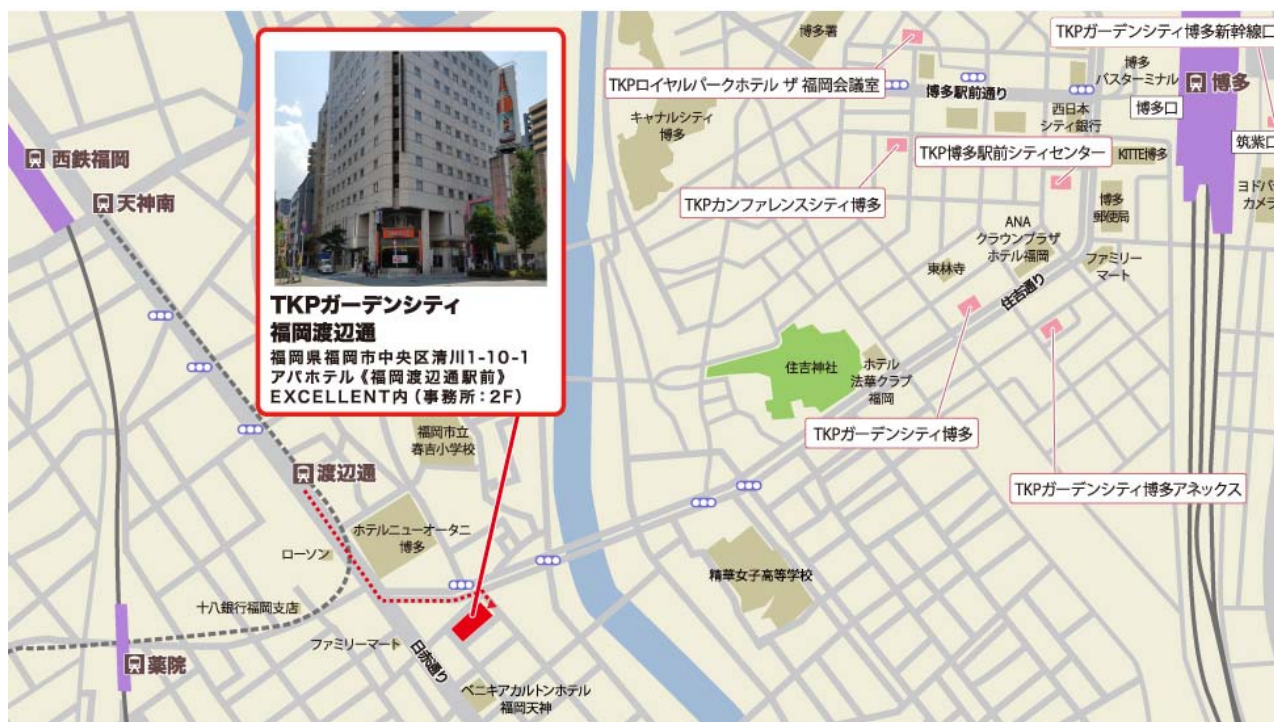 博多署
TKPガーデンシティ博多新幹線口
博多
バスターミナル
博多
TKPロイヤルパークホテル ザ 福岡会議室
博多駅前通り
博多口
キャナルシティ
博多
西日本
シティ銀行
筑紫口
TKP博多駅前シティセンター
KITTE博多
西鉄福岡
天神南
TKPカンファレンスシティ博多
博多
郵便局
ヨドバ
カメラ
ANA
クラウンプラザ
ホテル福岡
ファミリー
マート
東林寺
住吉通り
TKPガーデンシティ
福岡渡辺通
福岡県福岡市中央区清川1-10-1
アパホテル《福岡渡辺通駅前》
EXCELLENT内(事務所:2F)
住吉神社
ホテル
法華クラブ
福岡
TKPガーデンシティ博多
福岡市立
春吉小学校
渡辺通
TKPガーデンシティ博多アネックス
ホテルニューオータニ
博多
ローソン
精華女子高等学校
十八銀行福岡支店
ファミリーマート
日赤通り
薬院
ベニキアカルトンホテル
福岡天神